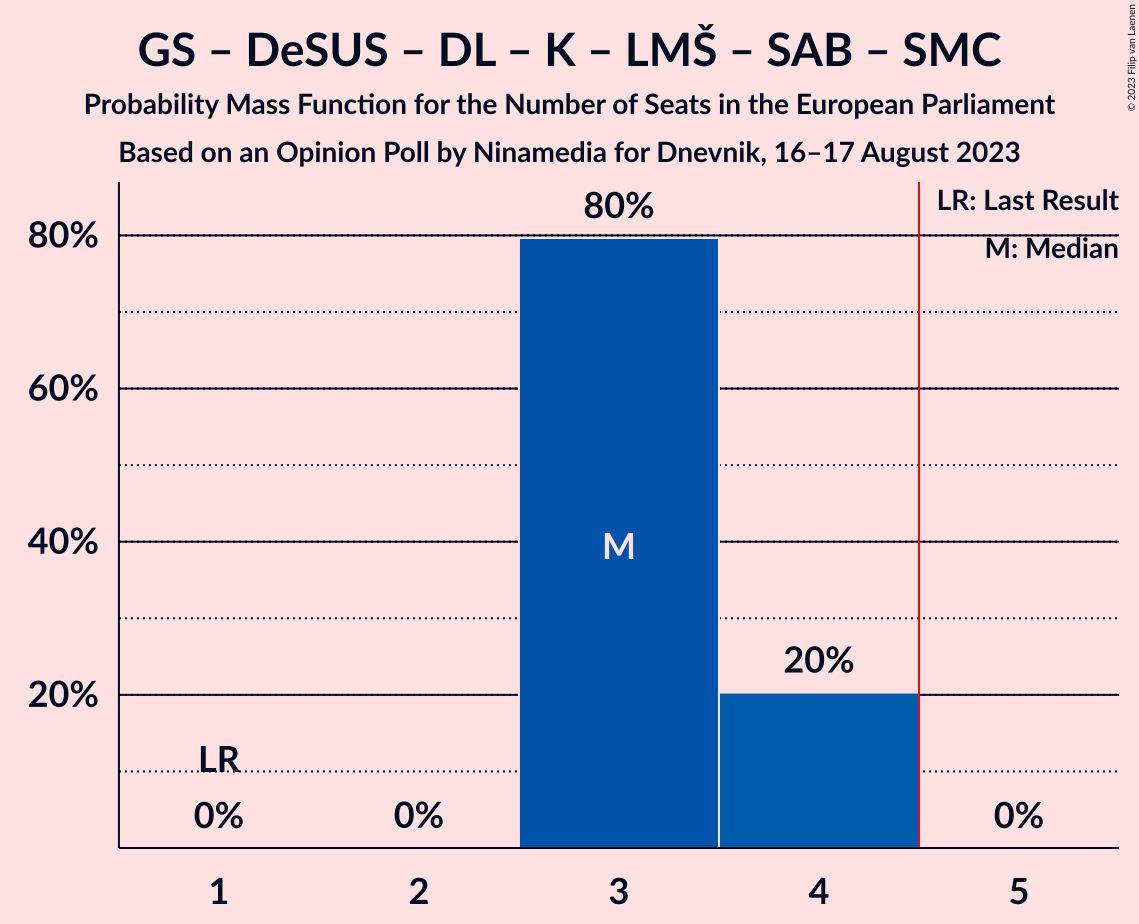 GS – DeSUS – DL – K – LMŠ – SAB – SMC
Probability Mass Function for the Number of Seats in the European Parliament
Based on an Opinion Poll by Ninamedia for Dnevnik, 16–17 August 2023
© 2023 Filip van Laenen
LR: Last Result
M: Median
80%
60%
40%
20%
80%
M
20%
LR
0%
0%
0%
1
2
3
4
5